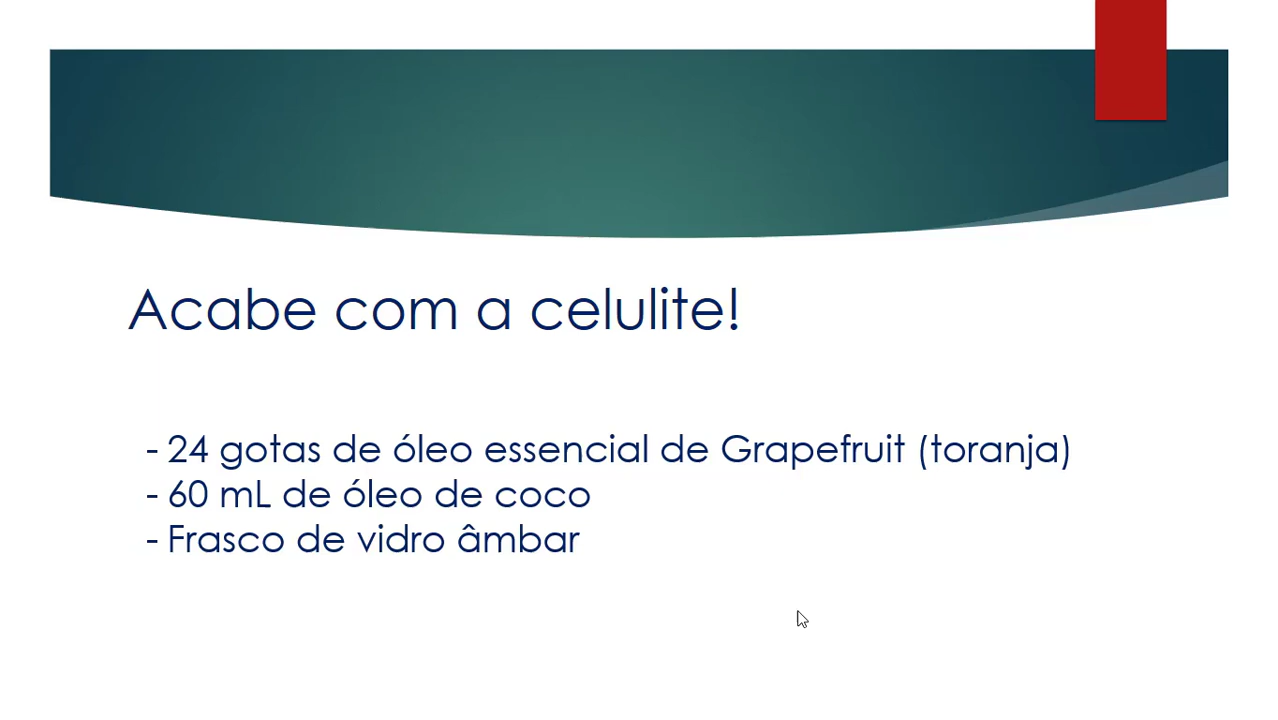 Acabe com a celulite!
- 24 gotas de óleo essencial de Grapefruit (toranja)
- 60 mL de óleo de coco
- Frasco de vidro âmbar